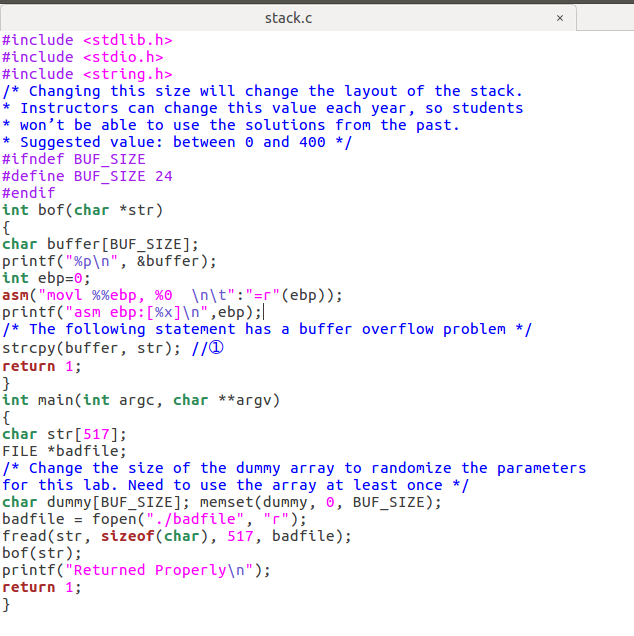 stack.c ×
#include <stdlib.h>
#include <stdio.h>
#include <string.h>
/* Changing this size will change the layout of the stack.
* Instructors can change this value each year, so students
* won’t be able to use the solutions from the past.
* Suggested value: between 0 and 400 */
#ifndef BUF_SIZE
#define BUF_SIZE 24
#endif
int bof(char *str)
{
char buffer[BUF_SIZE];
printf("%p\n", &buffer);
int ebp=0;
asm("movl %%ebp, %0  \n\t":"=r"(ebp));
printf("asm ebp:[%x]\n",ebp);
/* The following statement has a buffer overflow problem */
strcpy(buffer, str); //①
return 1;
}
int main(int argc, char **argv)
{
char str[517];
FILE *badfile;
/* Change the size of the dummy array to randomize the parameters
for this lab. Need to use the array at least once */
char dummy[BUF_SIZE]; memset(dummy, 0, BUF_SIZE);
badfile = fopen("./badfile", "r");
fread(str, sizeof(char), 517, badfile);
bof(str);
printf("Returned Properly\n");
return 1;
}